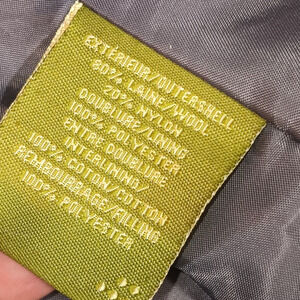 EXTÉRIEUR/OUTERSHELL
80% LAINE/WOOL
20% NYLON
DOUBLURE/LINING
100% POLYESTER
ENTRE DOUBLURE
INTERLINING/
100% COTON/COTTON
REMBOURRAGE/FILLING
100% POLYESTER